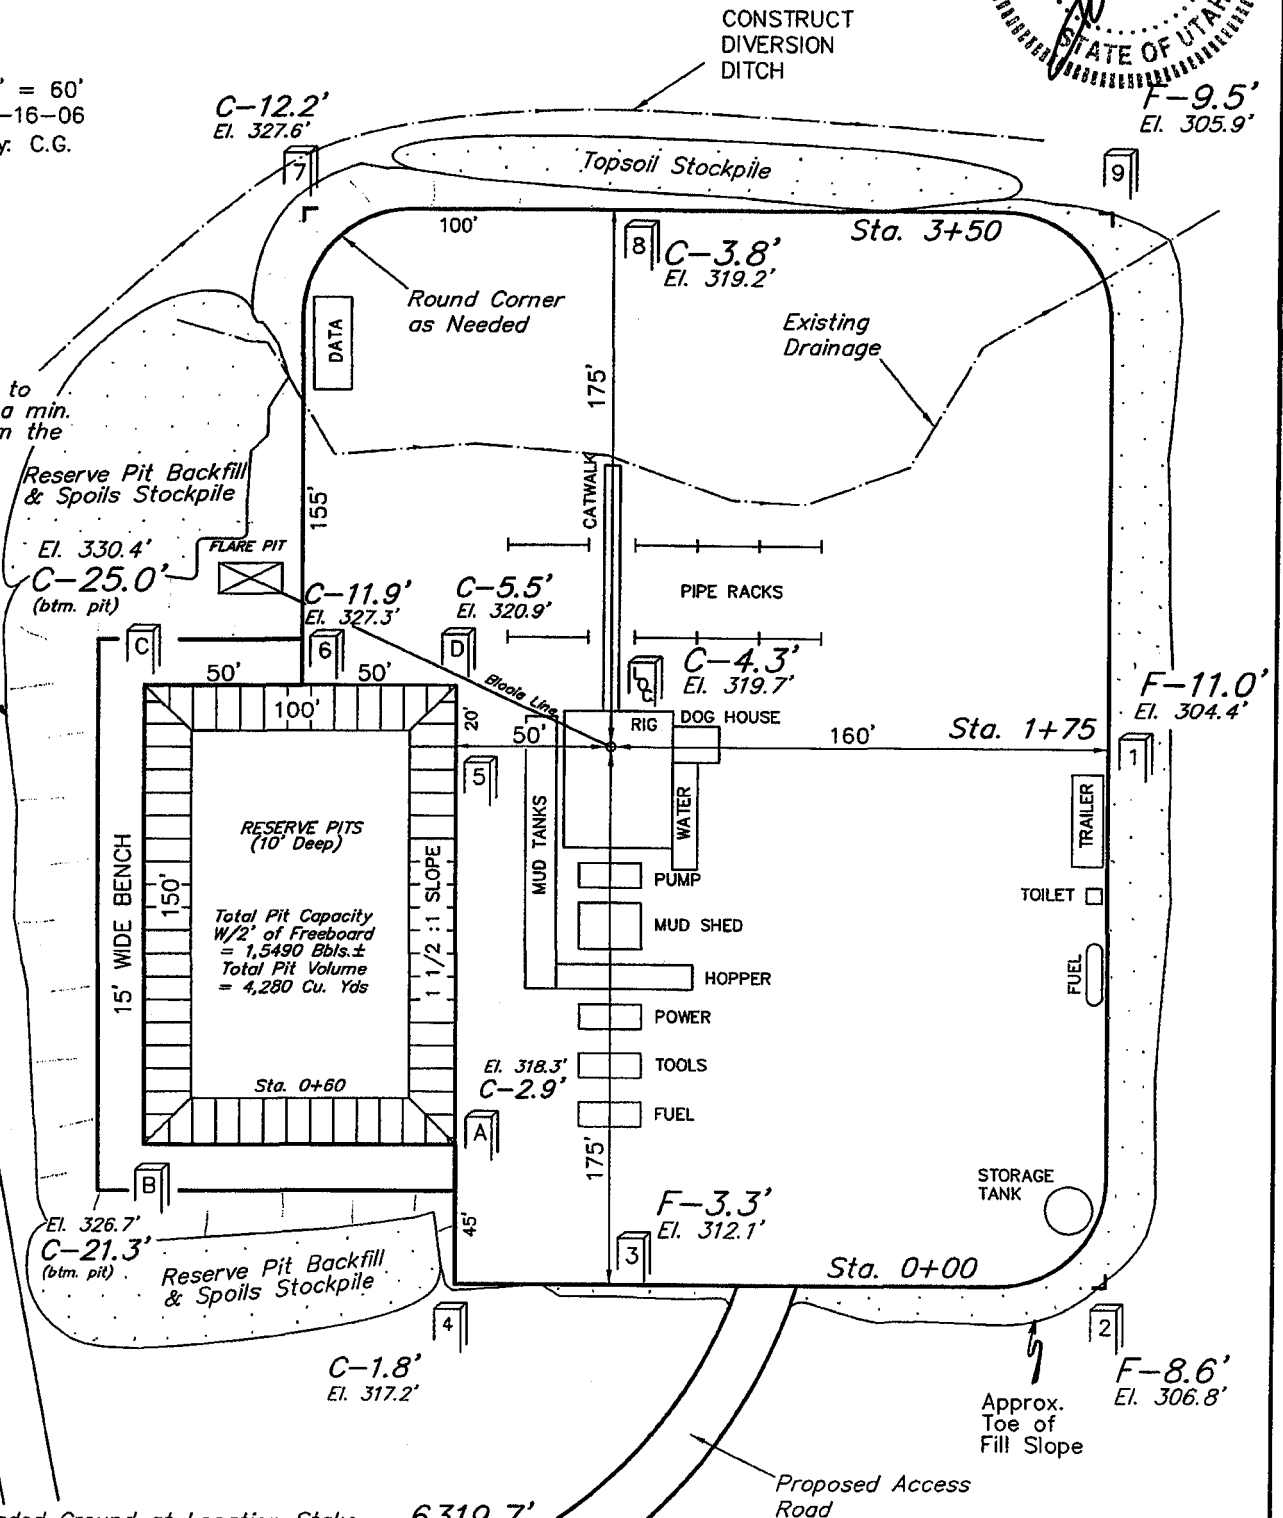 CONSTRUCT
DIVERSION
DITCH
STATE OF UTAH
' = 60'
-16-06
y: C.G.
C-12.2'
El. 327.6'
F-9.5'
El. 305.9'
7
Topsoil Stockpile
9
100'
8
C-3.8'
El. 319.2'
Sta. 3+50
Round Corner
as Needed
DATA
Existing
Drainage
175'
to
a min.
m the
Reserve Pit Backfill
& Spoils Stockpile
155'
CATWALK
El. 330.4'
C-25.0'
(btm. pit)
FLARE PIT
C-11.9'
El. 327.3'
C-5.5'
El. 320.9'
PIPE RACKS
C
6
D
LOC
C-4.3'
El. 319.7'
F-11.0'
El. 304.4'
50'
50'
100'
20'
Blooie Line
RIG
DOG HOUSE
50'
160'
Sta. 1+75
1
5
RESERVE PITS
(10' Deep)
MUD TANKS
WATER
TRAILER
15' WIDE BENCH
150'
1 1/2 :1 SLOPE
PUMP
TOILET
Total Pit Capacity
W/2' of Freeboard
= 1,5490 Bbls.±
Total Pit Volume
= 4,280 Cu. Yds
MUD SHED
HOPPER
FUEL
POWER
El. 318.3'
C-2.9'
TOOLS
Sta. 0+60
FUEL
A
175'
B
STORAGE
TANK
El. 326.7'
C-21.3'
(btm. pit)
45'
F-3.3'
El. 312.1'
3
Reserve Pit Backfill
& Spoils Stockpile
Sta. 0+00
4
2
C-1.8'
El. 317.2'
F-8.6'
El. 306.8'
Approx.
Toe of
Fill Slope
Proposed Access
Road
Ground at Location Stake
6319.7'